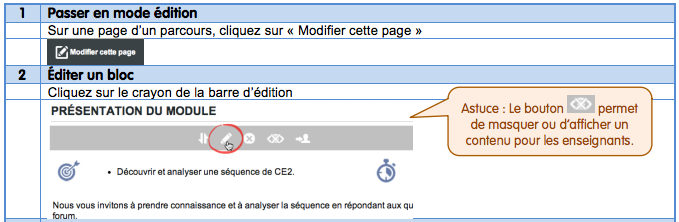 1 Passer en mode édition
Sur une page d'un parcours, cliquez sur « Modifier cette page »
Modifier cette page
2 Éditer un bloc
Cliquez sur le crayon de la barre d'édition
PRÉSENTATION DU MODULE
• Découvrir et analyser une séquence de CE2.
Nous vous invitons à prendre connaissance et à analyser la séquence en répondant aux qu
forum.
Astuce : Le bouton permet
de masquer ou d'afficher un
contenu pour les enseignants.